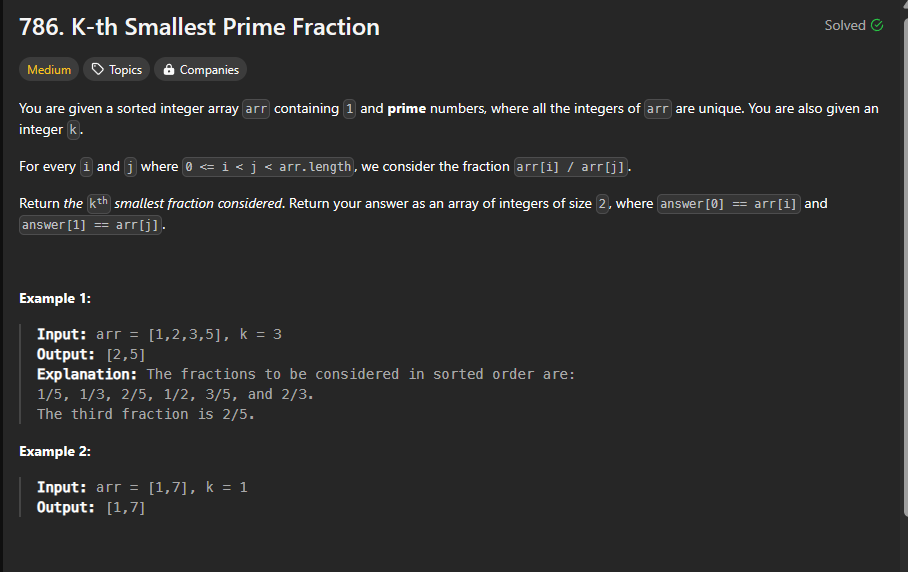 786. K-th Smallest Prime Fraction
Solved
Medium Topics Companies
You are given a sorted integer array arr containing 1 and prime numbers, where all the integers of arr are unique. You are also given an
integer k.
For every i and j where 0 <= i < j < arr.length, we consider the fraction arr[i] / arr[j].
Return the kth smallest fraction considered. Return your answer as an array of integers of size 2, where answer[0] == arr[i] and
answer[1] == arr[j].
Example 1:
Input: arr = [1,2,3,5], k = 3
Output: [2,5]
Explanation: The fractions to be considered in sorted order are:
1/5, 1/3, 2/5, 1/2, 3/5, and 2/3.
The third fraction is 2/5.
Example 2:
Input: arr = [1,7], k = 1
Output: [1,7]